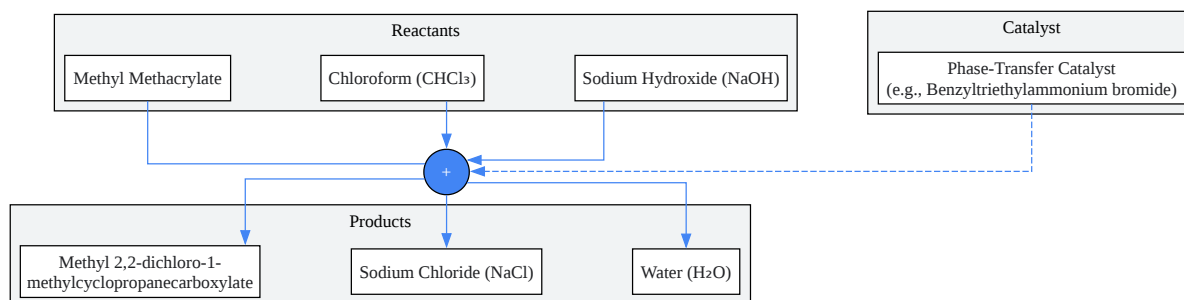 Reactants
Methyl Methacrylate
Chloroform (CHCl₃)
Sodium Hydroxide (NaOH)
Catalyst
Phase-Transfer Catalyst
(e.g., Benzyltriethylammonium bromide)
+
Products
Methyl 2,2-dichloro-1-
methylcyclopropanecarboxylate
Sodium Chloride (NaCl)
Water (H₂O)